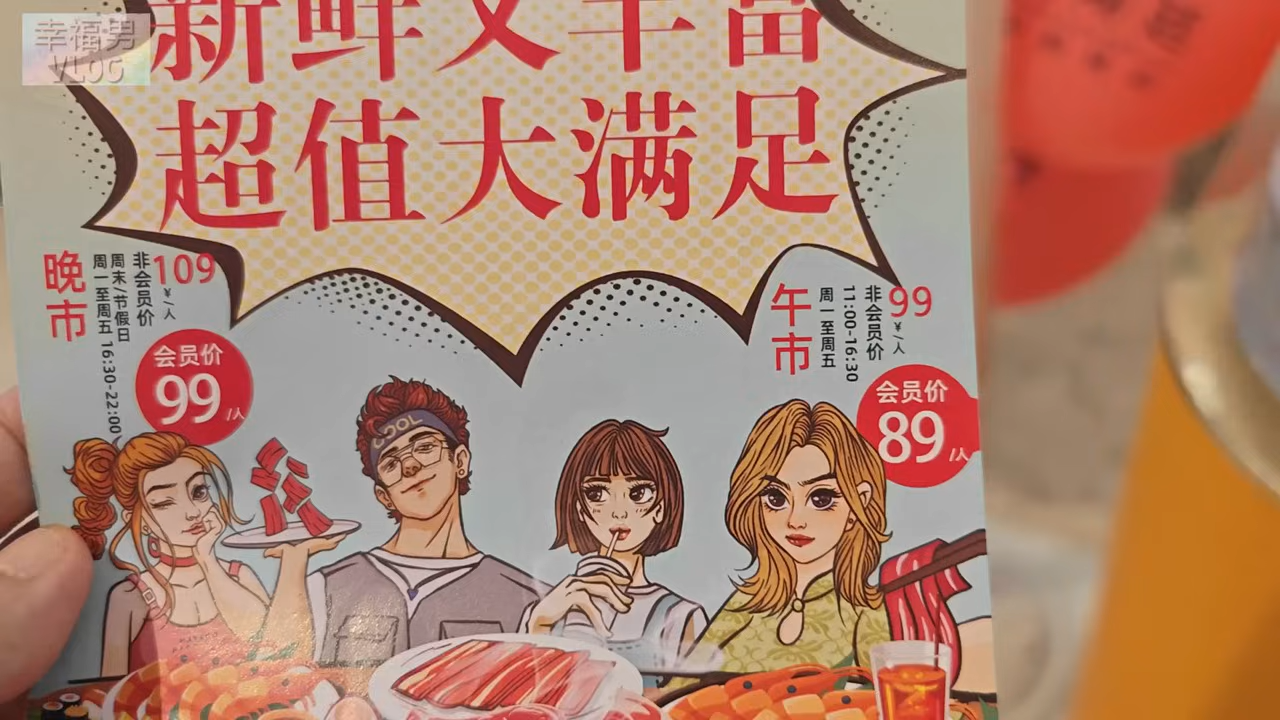 幸福男
VLOG
新鲜又丰富
超值大满足
晚市
周一至周五 16:30-22:00
周末/节假日
非会员价
109
¥/人
会员价
99/人
午市
周一至周五
11:00-16:30
非会员价
99
¥/人
会员价
89/人
COOL